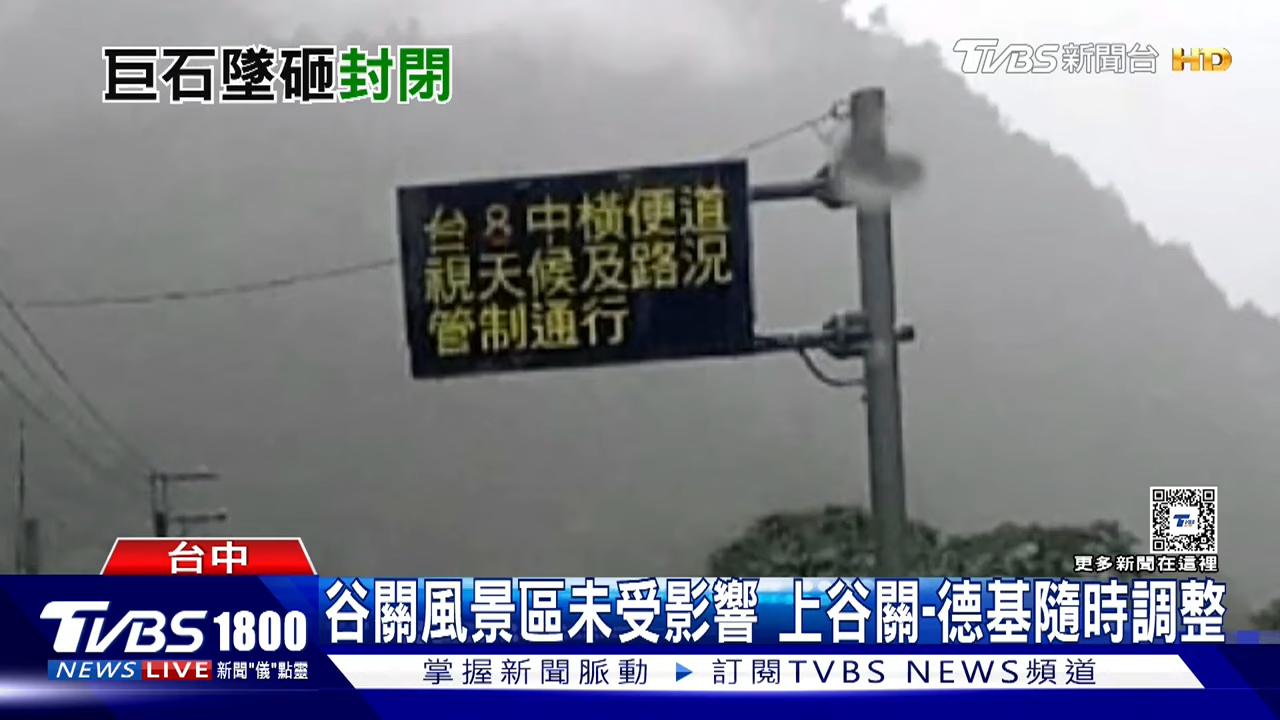 巨石墜砸封閉
TVBS新聞台 HD
台8中橫便道
視天候及路況
管制通行
更多新聞在這裡
台中
谷關風景區未受影響 上谷關-德基隨時調整
TVBS 1800
NEWS LIVE 新聞"儀"點靈
掌握新聞脈動 ▶ 訂閱TVBS NEWS頻道